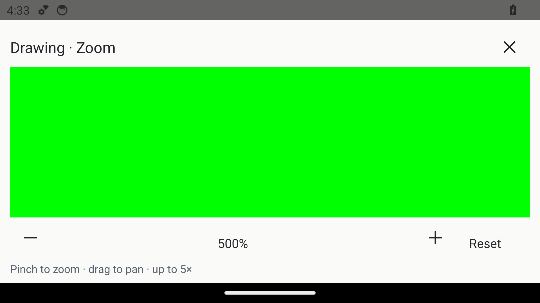 4:33
Drawing · Zoom
500%
Reset
Pinch to zoom · drag to pan · up to 5×